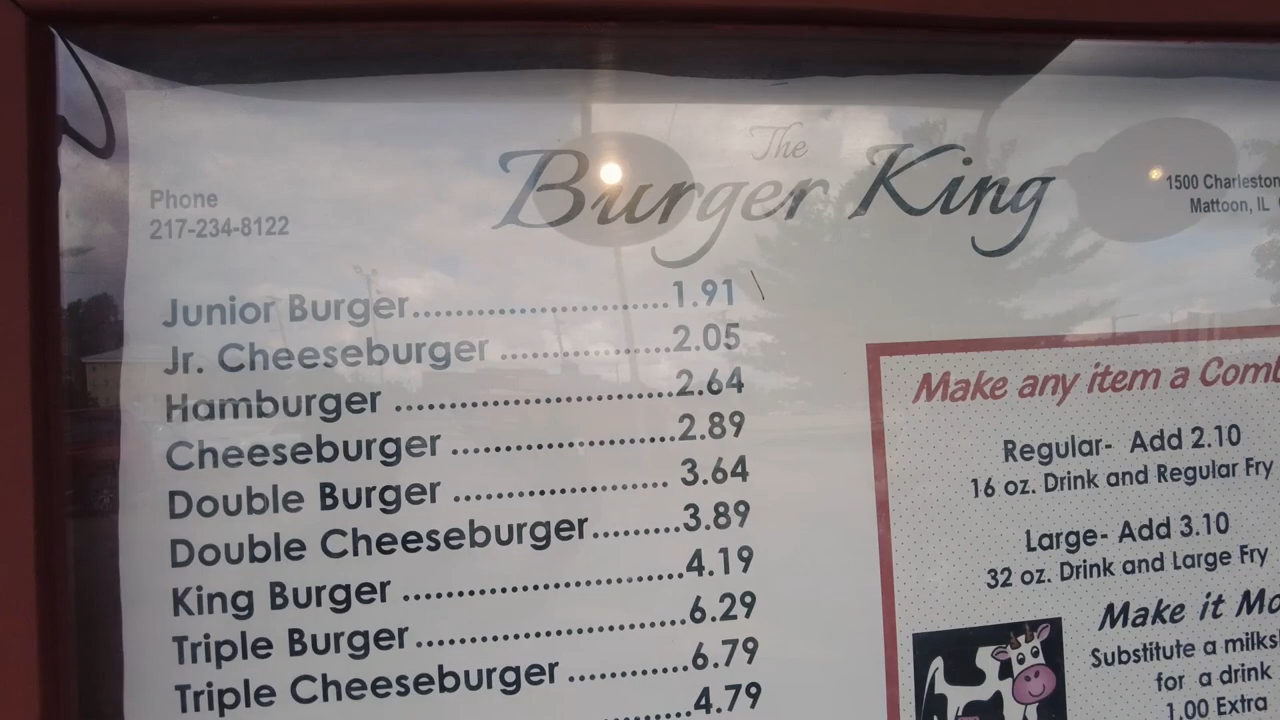 Phone
217-234-8122
The
Burger King
1500 Charleston
Mattoon, IL
Junior Burger......................1.91
Jr. Cheeseburger ................2.05
Hamburger ..........................2.64
Cheeseburger .....................2.89
Double Burger .................... 3.64
Double Cheeseburger.........3.89
King Burger ..........................4.19
Triple Burger.........................6.29
Triple Cheeseburger ...........6.79
4.79
Make any item a
Regular- Add 2.10
16 oz. Drink and Regular Fry
Large- Add 3.10
32 oz. Drink and Large Fry
Make it
Substitute a
for a drink
1.00 Extra